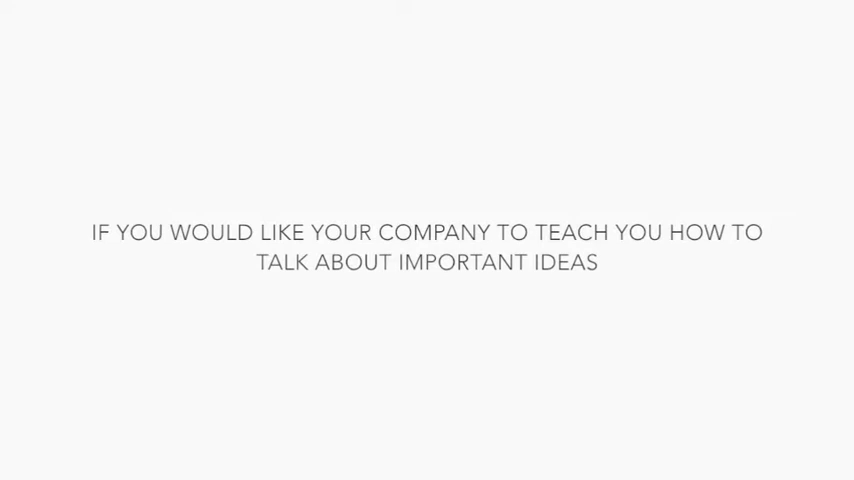 IF YOU WOULD LIKE YOUR COMPANY TO TEACH YOU HOW TO
TALK ABOUT IMPORTANT IDEAS